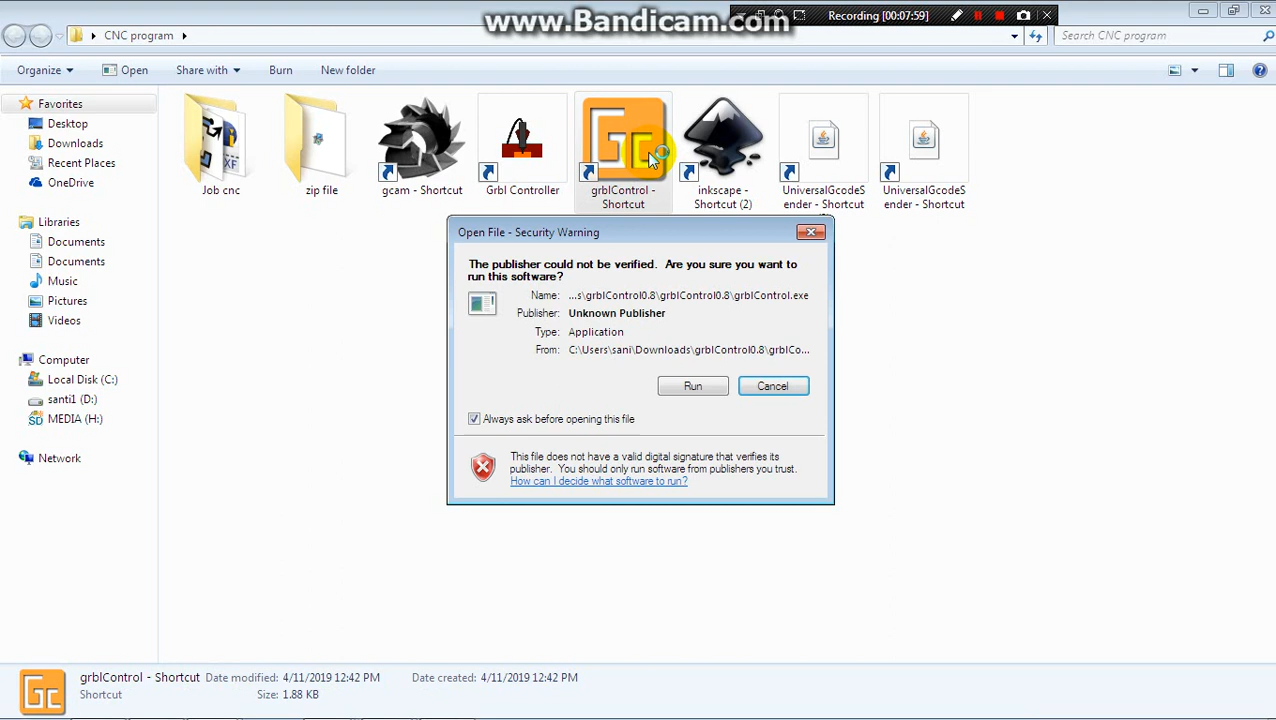 www.Bandicam.com
Recording [00:07:59]
CNC program
Search CNC program
Organize
Open
Share with
Burn
New folder
Favorites
Desktop
Downloads
Recent Places
OneDrive
Libraries
Documents
Documents
Music
Pictures
Videos
Computer
Local Disk (C:)
santi1 (D:)
MEDIA (H:)
Network
Job cnc
zip file
gcam - Shortcut
Grbl Controller
grblControl -
Shortcut
inkscape -
Shortcut (2)
UniversalGcodeS
ender - Shortcut
UniversalGcodeS
ender - Shortcut
Open File - Security Warning
The publisher could not be verified. Are you sure you want to
run this software?
Name: ...s\grblControl0.8\grblControl0.8\grblControl.exe
Publisher: Unknown Publisher
Type: Application
From: C:\Users\sani\Downloads\grblControl0.8\grblCo...
Run
Cancel
Always ask before opening this file
This file does not have a valid digital signature that verifies its
publisher. You should only run software from publishers you trust.
How can I decide what software to run?
grblControl - Shortcut Date modified: 4/11/2019 12:42 PM Date created: 4/11/2019 12:42 PM
Shortcut Size: 1.88 KB